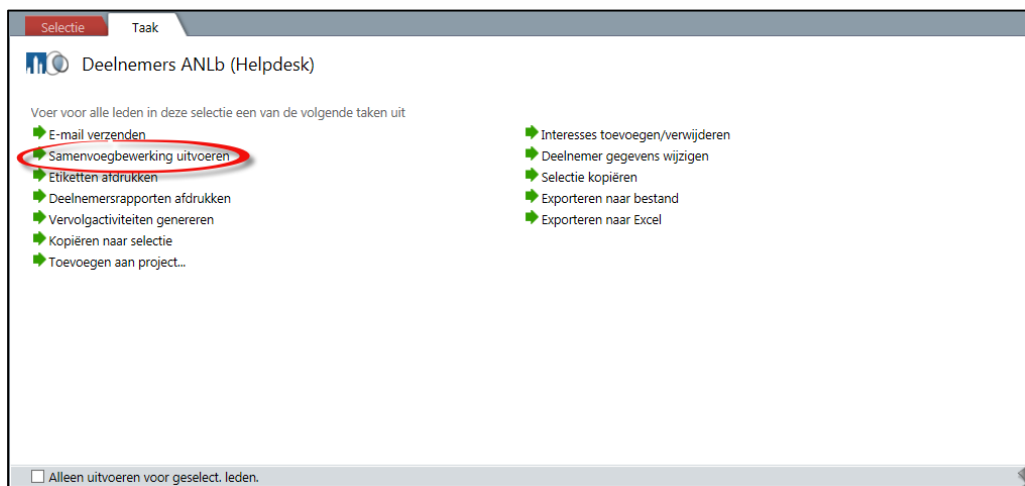 Selectie Taak
Deelnemers ANLb (Helpdesk)
Voer voor alle leden in deze selectie een van de volgende taken uit
E-mail verzenden
Samenvoegbewerking uitvoeren
Etiketten afdrukken
Deelnemersrapporten afdrukken
Vervolgactiviteiten genereren
Kopiëren naar selectie
Toevoegen aan project...
Interesses toevoegen/verwijderen
Deelnemer gegevens wijzigen
Selectie kopiëren
Exporteren naar bestand
Exporteren naar Excel
Alleen uitvoeren voor geselect. leden.